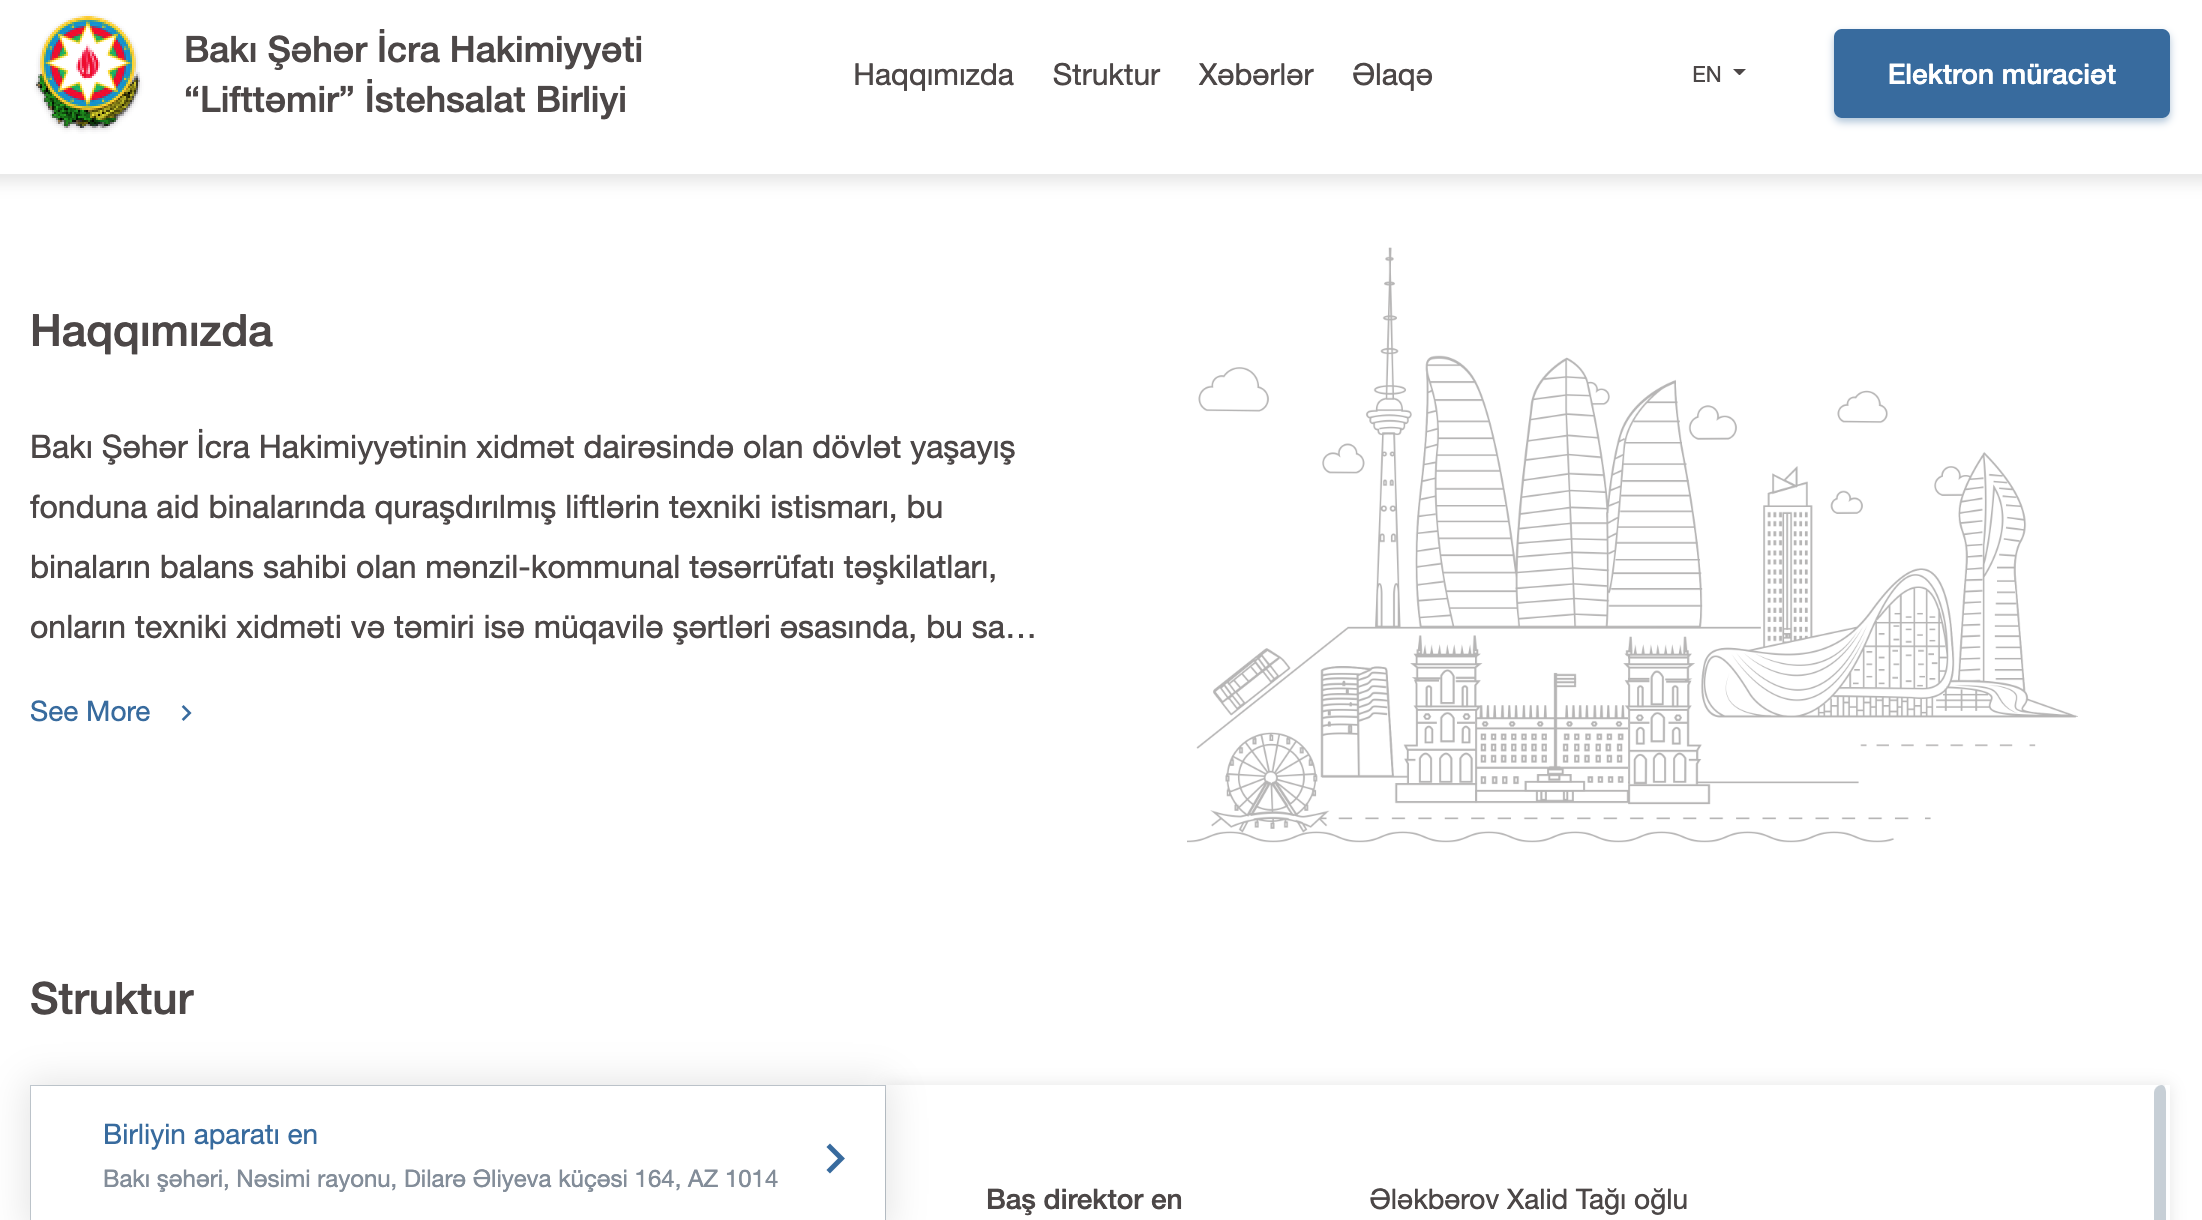 Bakı Şəhər İcra Hakimiyyəti
“Lifttəmir” İstehsalat Birliyi
Haqqımızda
Struktur
Xəbərlər
Əlaqə
EN
Elektron müraciət
Haqqımızda
Bakı Şəhər İcra Hakimiyyətinin xidmət dairəsində olan dövlət yaşayış
fonduna aid binalarında quraşdırılmış liftlərin texniki istismarı, bu
binaların balans sahibi olan mənzil-kommunal təsərrüfatı təşkilatları,
onların texniki xidməti və təmiri isə müqavilə şərtləri əsasında, bu sa…
See More
Struktur
Birliyin aparatı en
Bakı şəhəri, Nəsimi rayonu, Dilarə Əliyeva küçəsi 164, AZ 1014
Baş direktor en
Ələkbərov Xalid Tağı oğlu